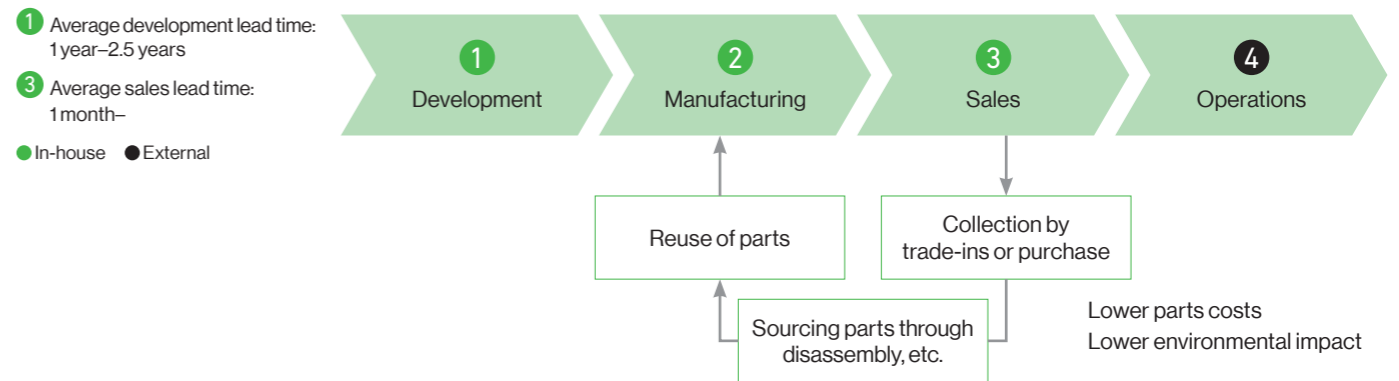 1 Average development lead time:
1 year–2.5 years
3 Average sales lead time:
1 month–
In-house External
1
Development
2
Manufacturing
3
Sales
4
Operations
Reuse of parts
Collection by
trade-ins or purchase
Sourcing parts through
disassembly, etc.
Lower parts costs
Lower environmental impact